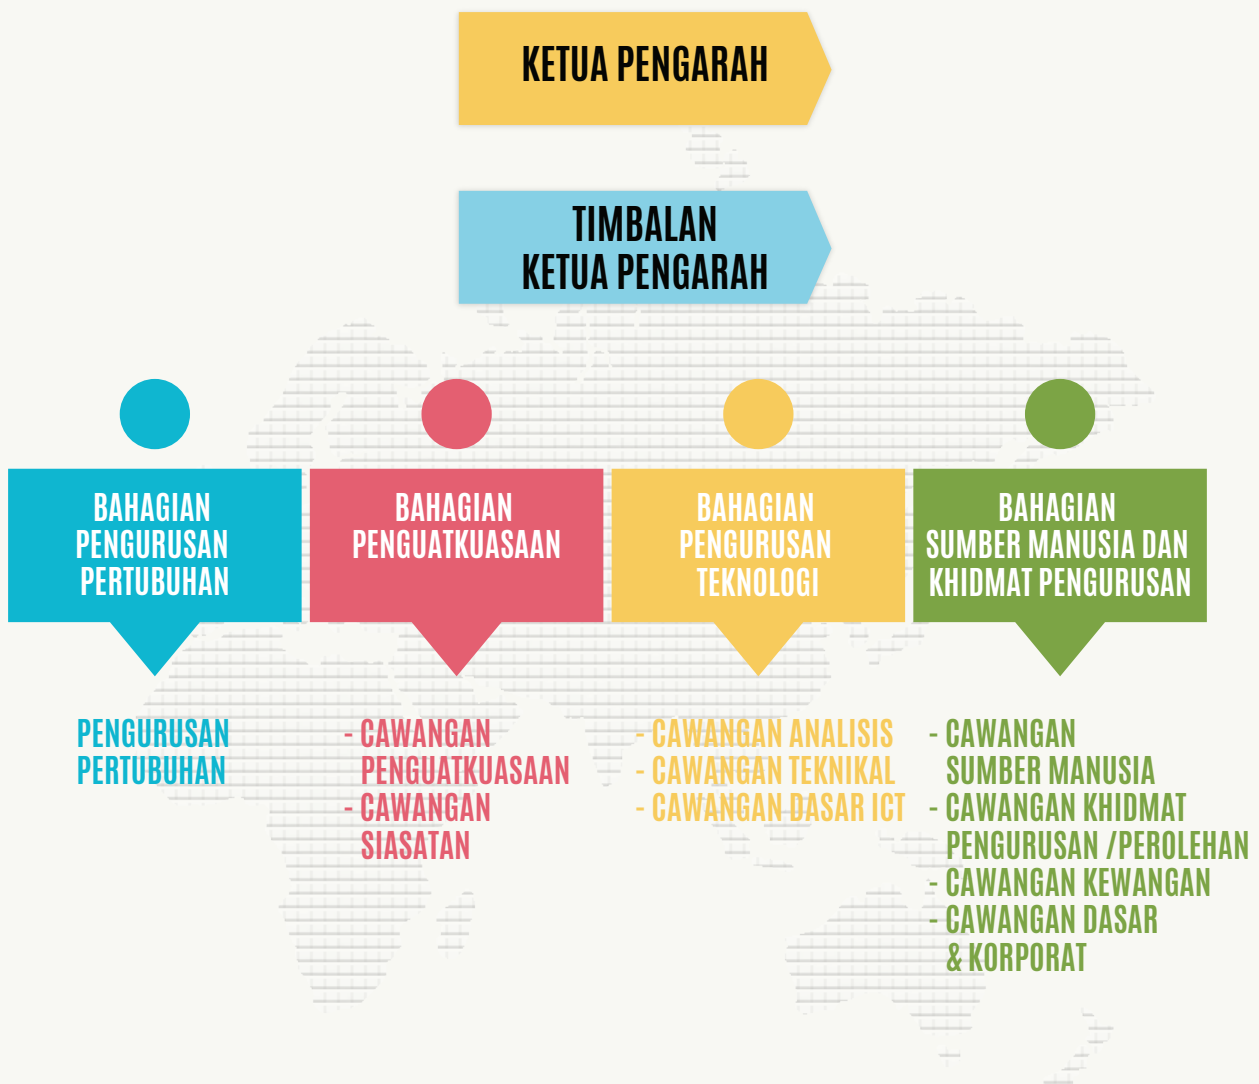 KETUA PENGARAH
TIMBALAN
KETUA PENGARAH
BAHAGIAN
PENGURUSAN
PERTUBUHAN
BAHAGIAN
PENGUATKUASAAN
BAHAGIAN
PENGURUSAN
TEKNOLOGI
BAHAGIAN
SUMBER MANUSIA DAN
KHIDMAT PENGURUSAN
PENGURUSAN
PERTUBUHAN
- CAWANGAN
PENGUATKUASAAN
- CAWANGAN
SIASATAN
- CAWANGAN ANALISIS
- CAWANGAN TEKNIKAL
- CAWANGAN DASAR ICT
- CAWANGAN
SUMBER MANUSIA
- CAWANGAN KHIDMAT
PENGURUSAN /PEROLEHAN
- CAWANGAN KEWANGAN
- CAWANGAN DASAR
& KORPORAT